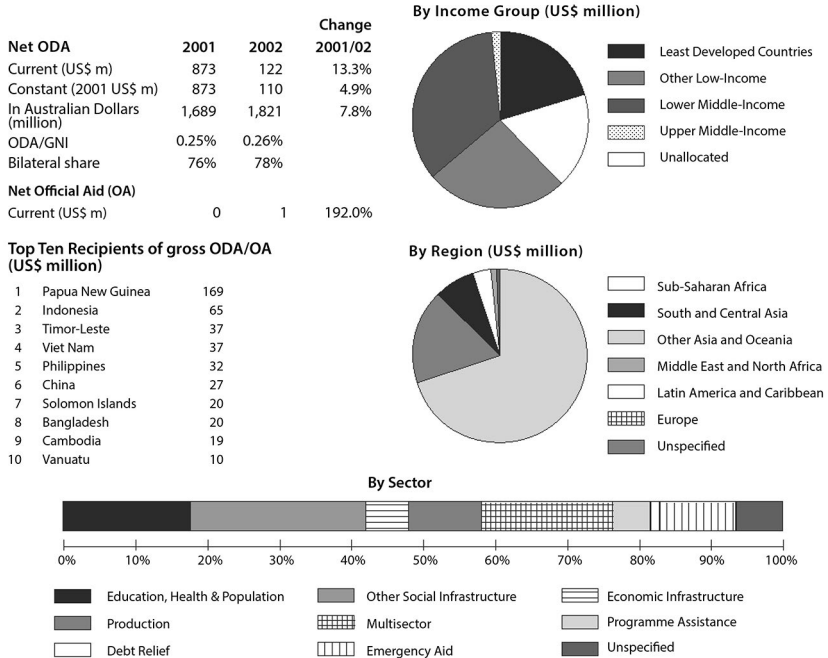 Change
Net ODA 2001 2002 2001/02
Current (US$ m) 873 122 13.3%
Constant (2001 US$ m) 873 110 4.9%
In Australian Dollars (million) 1,689 1,821 7.8%
ODA/GNI 0.25% 0.26%
Bilateral share 76% 78%
Net Official Aid (OA)
Current (US$ m) 0 1 192.0%
Top Ten Recipients of gross ODA/OA
(US$ million)
1 Papua New Guinea 169
2 Indonesia 65
3 Timor-Leste 37
4 Viet Nam 37
5 Philippines 32
6 China 27
7 Solomon Islands 20
8 Bangladesh 20
9 Cambodia 19
10 Vanuatu 10
By Income Group (US$ million)
Least Developed Countries
Other Low-Income
Lower Middle-Income
Upper Middle-Income
Unallocated
By Region (US$ million)
Sub-Saharan Africa
South and Central Asia
Other Asia and Oceania
Middle East and North Africa
Latin America and Caribbean
Europe
Unspecified
By Sector
0% 10% 20% 30% 40% 50% 60% 70% 80% 90% 100%
Education, Health & Population Other Social Infrastructure Economic Infrastructure
Production Multisector Programme Assistance
Debt Relief Emergency Aid Unspecified